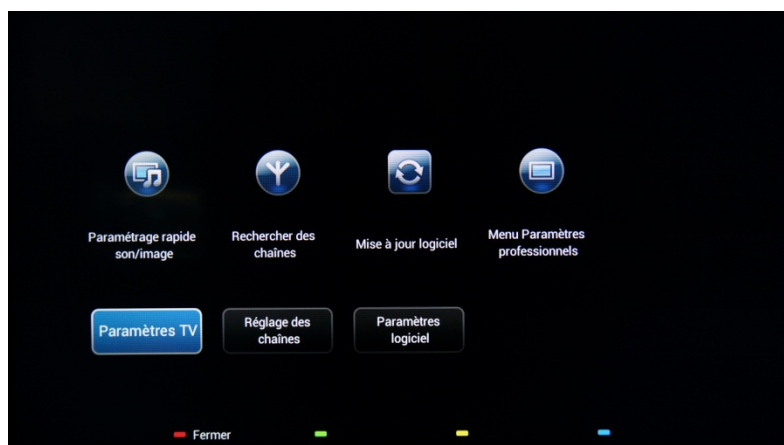 Paramétrage rapide
son/image
Rechercher des
chaînes
Mise à jour logiciel
Menu Paramètres
professionnels
Paramètres TV
Réglage des
chaînes
Paramètres
logiciel
Fermer